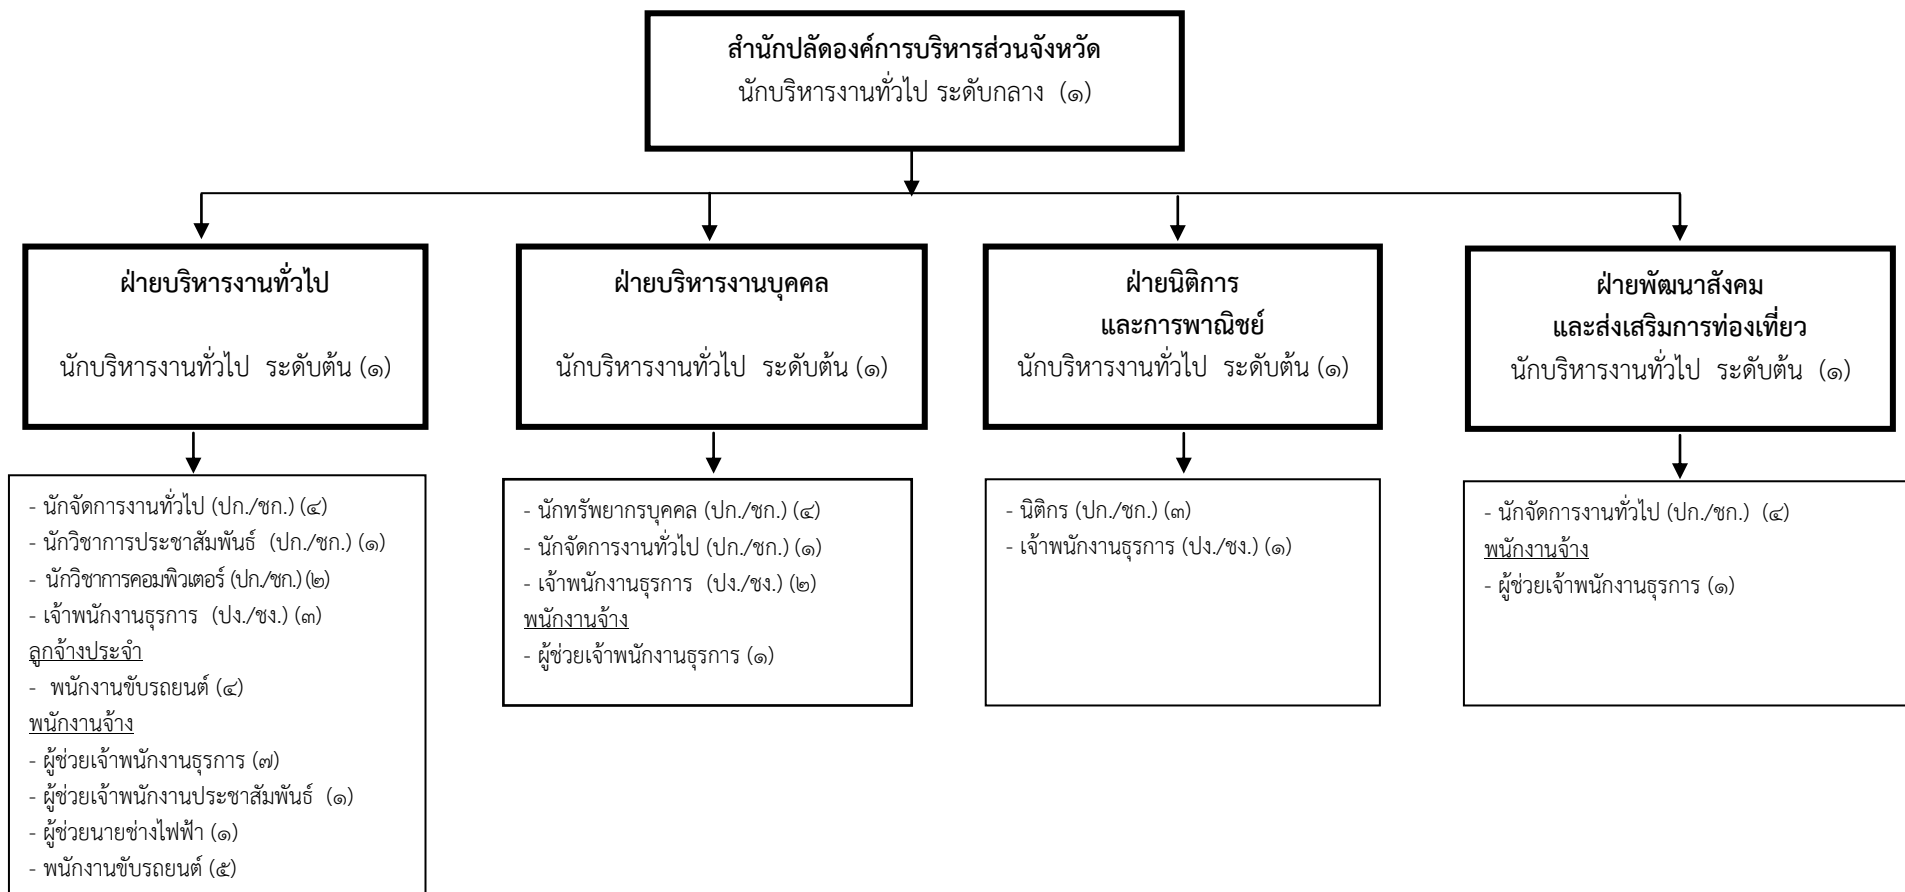 สำนักปลัดองค์การบริหารส่วนจังหวัด
นักบริหารงานทั่วไป ระดับกลาง (๑)
ฝ่ายบริหารงานทั่วไป
นักบริหารงานทั่วไป ระดับต้น (๑)
ฝ่ายบริหารงานบุคคล
นักบริหารงานทั่วไป ระดับต้น (๑)
ฝ่ายนิติการ
และการพาณิชย์
นักบริหารงานทั่วไป ระดับต้น (๑)
ฝ่ายพัฒนาสังคม
และส่งเสริมการท่องเที่ยว
นักบริหารงานทั่วไป ระดับต้น (๑)
- นักจัดการงานทั่วไป (ปก./ชก.) (๔)
- นักวิชาการประชาสัมพันธ์ (ปก./ชก.) (๑)
- นักวิชาการคอมพิวเตอร์ (ปก./ชก.) (๒)
- เจ้าพนักงานธุรการ (ปง./ชง.) (๓)
ลูกจ้างประจำ
- พนักงานขับรถยนต์ (๔)
พนักงานจ้าง
- ผู้ช่วยเจ้าพนักงานธุรการ (๗)
- ผู้ช่วยเจ้าพนักงานประชาสัมพันธ์ (๑)
- ผู้ช่วยนายช่างไฟฟ้า (๑)
- พนักงานขับรถยนต์ (๕)
- นักทรัพยากรบุคคล (ปก./ชก.) (๔)
- นักจัดการงานทั่วไป (ปก./ชก.) (๑)
- เจ้าพนักงานธุรการ (ปง./ชง.) (๒)
พนักงานจ้าง
- ผู้ช่วยเจ้าพนักงานธุรการ (๑)
- นิติกร (ปก./ชก.) (๓)
- เจ้าพนักงานธุรการ (ปง./ชง.) (๑)
- นักจัดการงานทั่วไป (ปก./ชก.) (๔)
พนักงานจ้าง
- ผู้ช่วยเจ้าพนักงานธุรการ (๑)